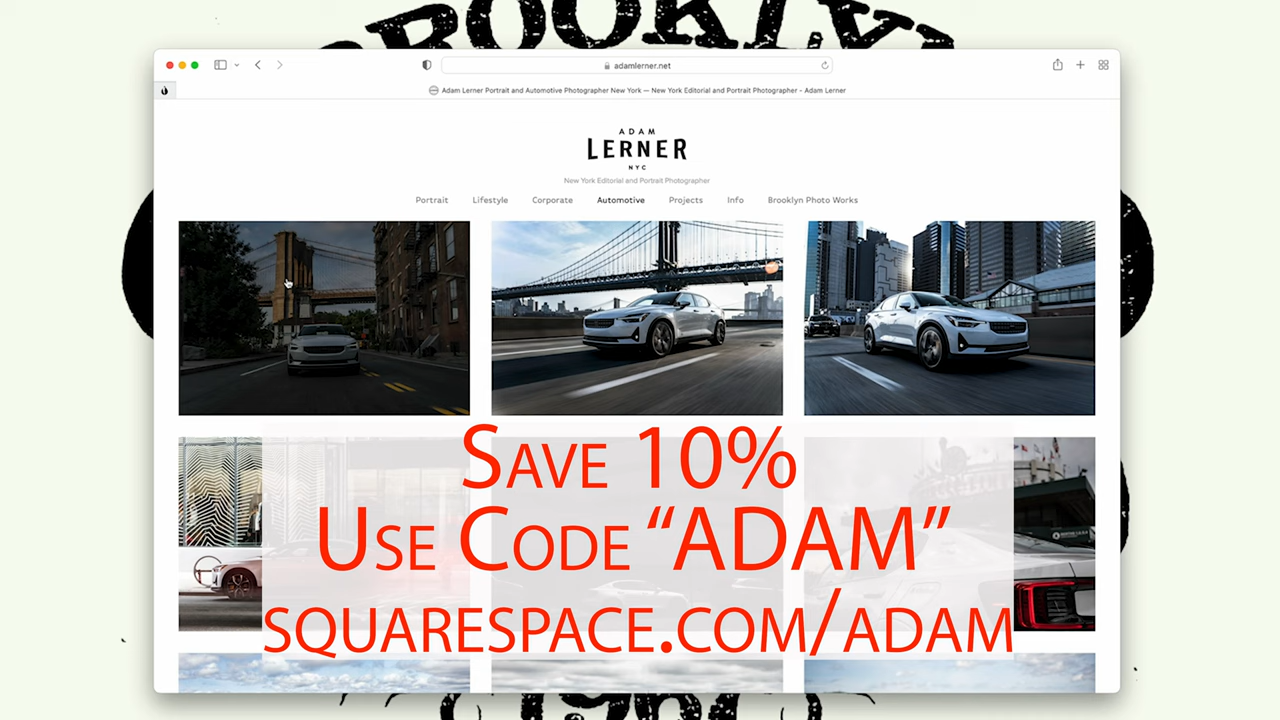 BROOKLYN
adamlerner.net
Adam Lerner Portrait and Automotive Photographer New York — New York Editorial and Portrait Photographer - Adam Lerner
ADAM
LERNER
NYC
New York Editorial and Portrait Photographer
Portrait Lifestyle Corporate Automotive Projects Info Brooklyn Photo Works
SAVE 10%
USE CODE “ADAM”
SQUARESPACE.COM/ADAM